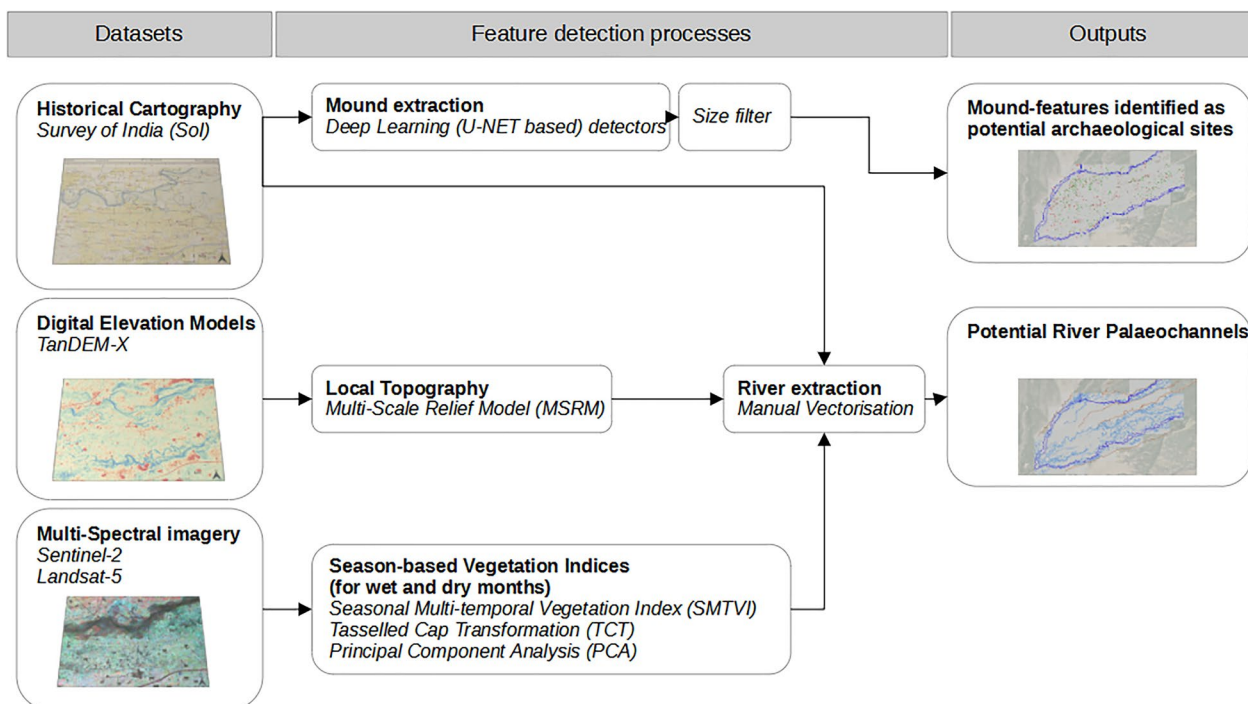 Datasets
Feature detection processes
Outputs
Historical Cartography
Survey of India (SoI)
Mound extraction
Deep Learning (U-NET based) detectors
Size filter
Mound-features identified as
potential archaeological sites
Digital Elevation Models
TanDEM-X
Local Topography
Multi-Scale Relief Model (MSRM)
River extraction
Manual Vectorisation
Potential River Palaeochannels
Multi-Spectral imagery
Sentinel-2
Landsat-5
Season-based Vegetation Indices
(for wet and dry months)
Seasonal Multi-temporal Vegetation Index (SMTVI)
Tasselled Cap Transformation (TCT)
Principal Component Analysis (PCA)